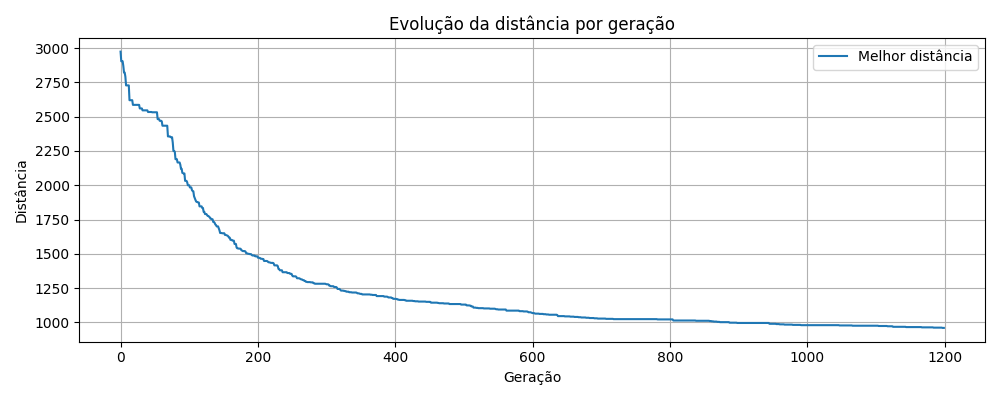 Evolução da distância por geração
Melhor distância
Distância
3000
2750
2500
2250
2000
1750
1500
1250
1000
0 200 400 600 800 1000 1200
Geração